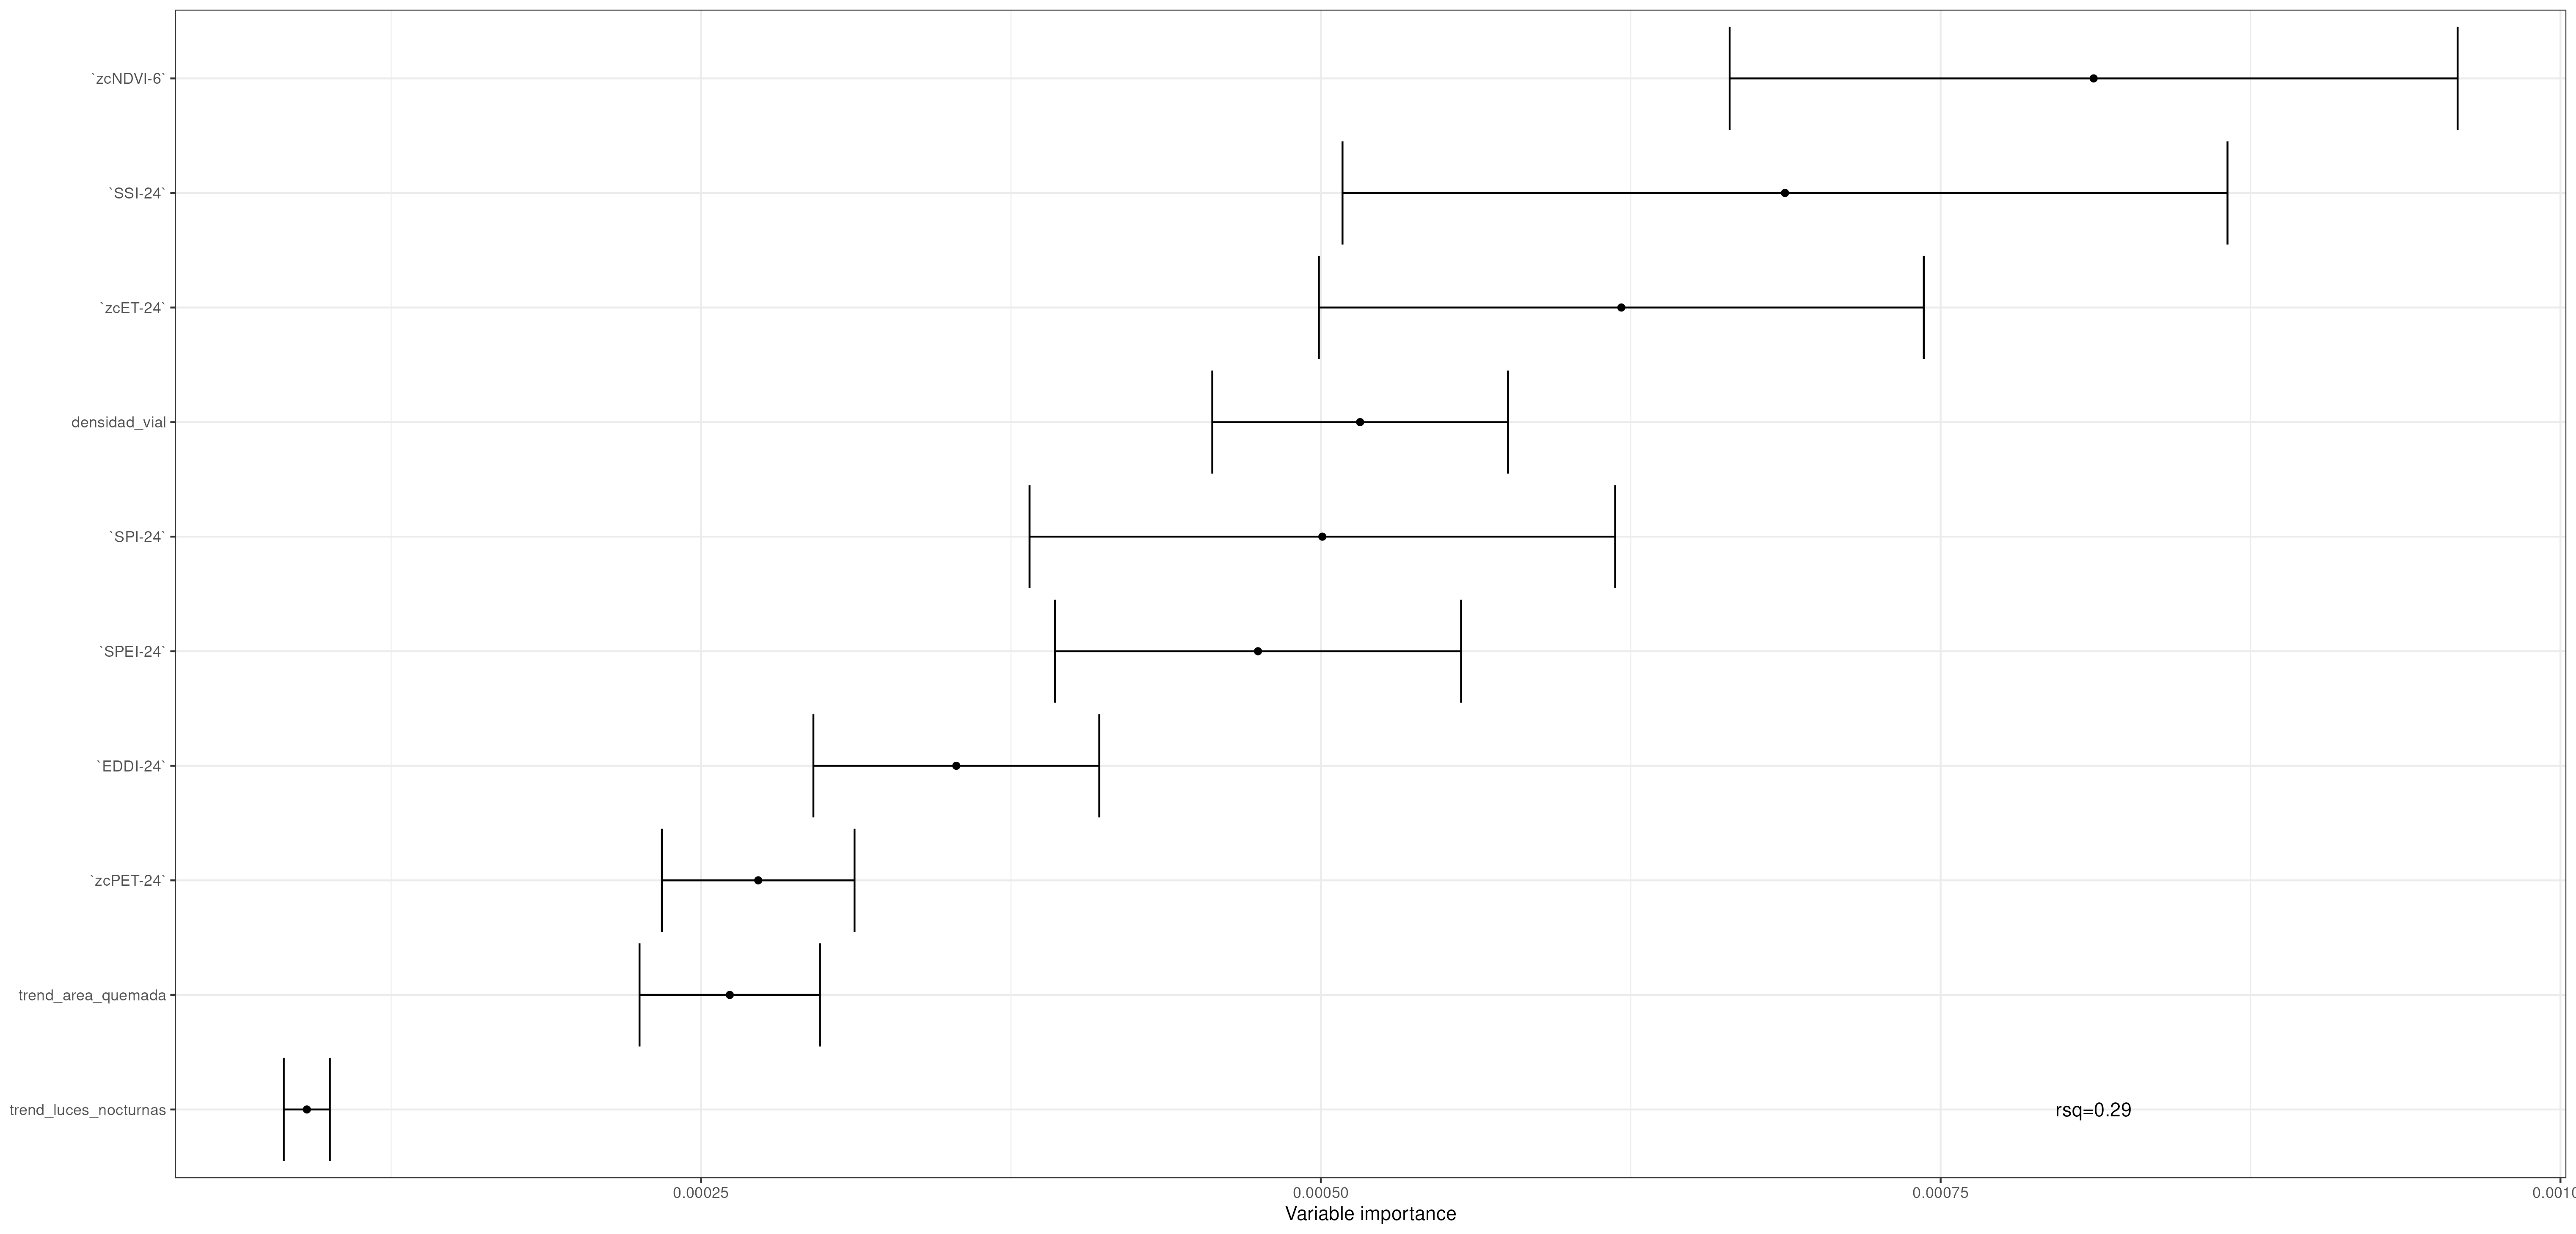 `zcNDVI-6`
`SSI-24`
`zcET-24`
densidad_vial
`SPI-24`
`SPEI-24`
`EDDI-24`
`zcPET-24`
trend_area_quemada
trend_luces_nocturnas
rsq=0.29
0.00025 0.00050 0.00075 0.0010
Variable importance